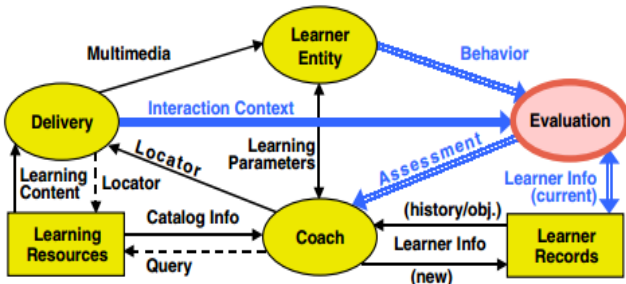 Learner
Entity
Multimedia
Behavior
Interaction Context
Delivery
Evaluation
Learning
Parameters
Locator
Assessment
Learning
Content
Locator
Learner Info
(current)
Catalog Info
(history/obj.)
Learning
Resources
Coach
Learner Info
Learner
Records
Query
(new)